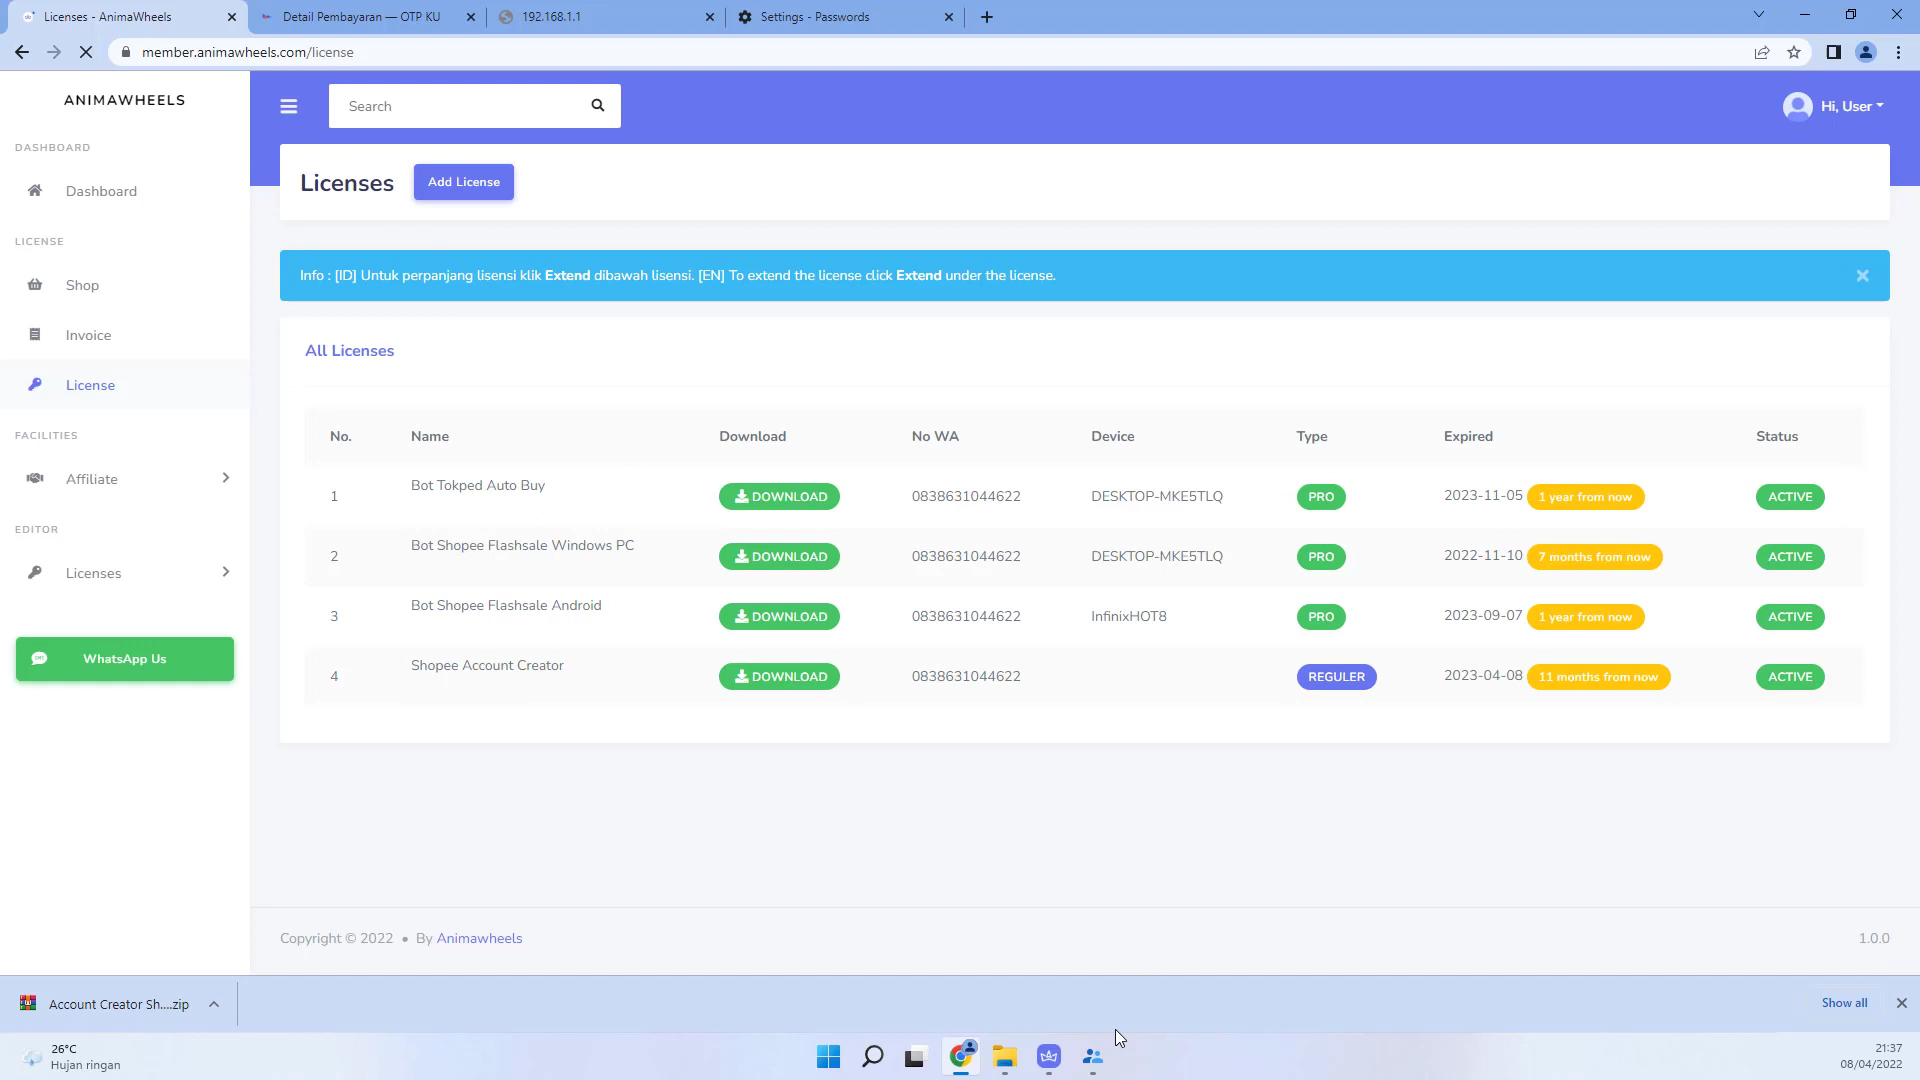 Licenses - AnimaWheels
Detail Pembayaran — OTP KU
192.168.1.1
Settings - Passwords
member.animawheels.com/license
ANIMAWHEELS
Search
Hi, User
DASHBOARD
Dashboard
LICENSE
Shop
Invoice
License
FACILITIES
Affiliate
EDITOR
Licenses
WhatsApp Us
Licenses
Add License
Info : [ID] Untuk perpanjang lisensi klik Extend dibawah lisensi. [EN] To extend the license click Extend under the license.
All Licenses
No. Name Download No WA Device Type Expired Status
1 Bot Tokped Auto Buy DOWNLOAD 0838631044622 DESKTOP-MKE5TLQ PRO 2023-11-05 1 year from now ACTIVE
2 Bot Shopee Flashsale Windows PC DOWNLOAD 0838631044622 DESKTOP-MKE5TLQ PRO 2022-11-10 7 months from now ACTIVE
3 Bot Shopee Flashsale Android DOWNLOAD 0838631044622 InfinixHOT8 PRO 2023-09-07 1 year from now ACTIVE
4 Shopee Account Creator DOWNLOAD 0838631044622 REGULER 2023-04-08 11 months from now ACTIVE
Copyright © 2022 • By Animawheels
1.0.0
Account Creator Sh....zip
Show all
26°C
Hujan ringan
21:37
08/04/2022